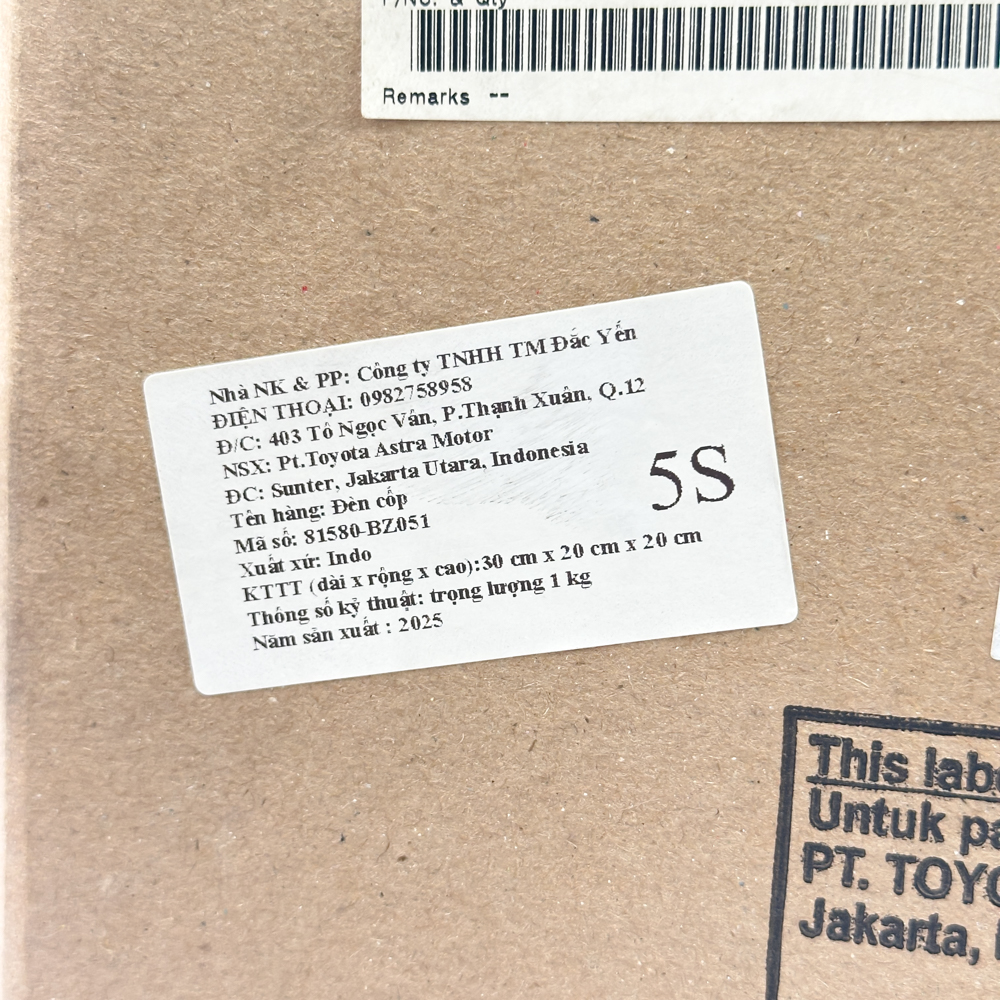 P/NO. & Qty
Remarks --
Nhà NK & PP: Công ty TNHH TM Đắc Yến
ĐIỆN THOẠI: 0982758958
Đ/C: 403 Tô Ngọc Vân, P.Thạnh Xuân, Q.12
NSX: Pt.Toyota Astra Motor
ĐC: Sunter, Jakarta Utara, Indonesia
Tên hàng: Đèn cốp
Mã số: 81580-BZ051
Xuất xứ: Indo
KTTT (dài x rộng x cao):30 cm x 20 cm x 20 cm
Thông số kỹ thuật: trọng lượng 1 kg
Năm sản xuất : 2025
5S
This
Untuk
PT.
Jakarta,